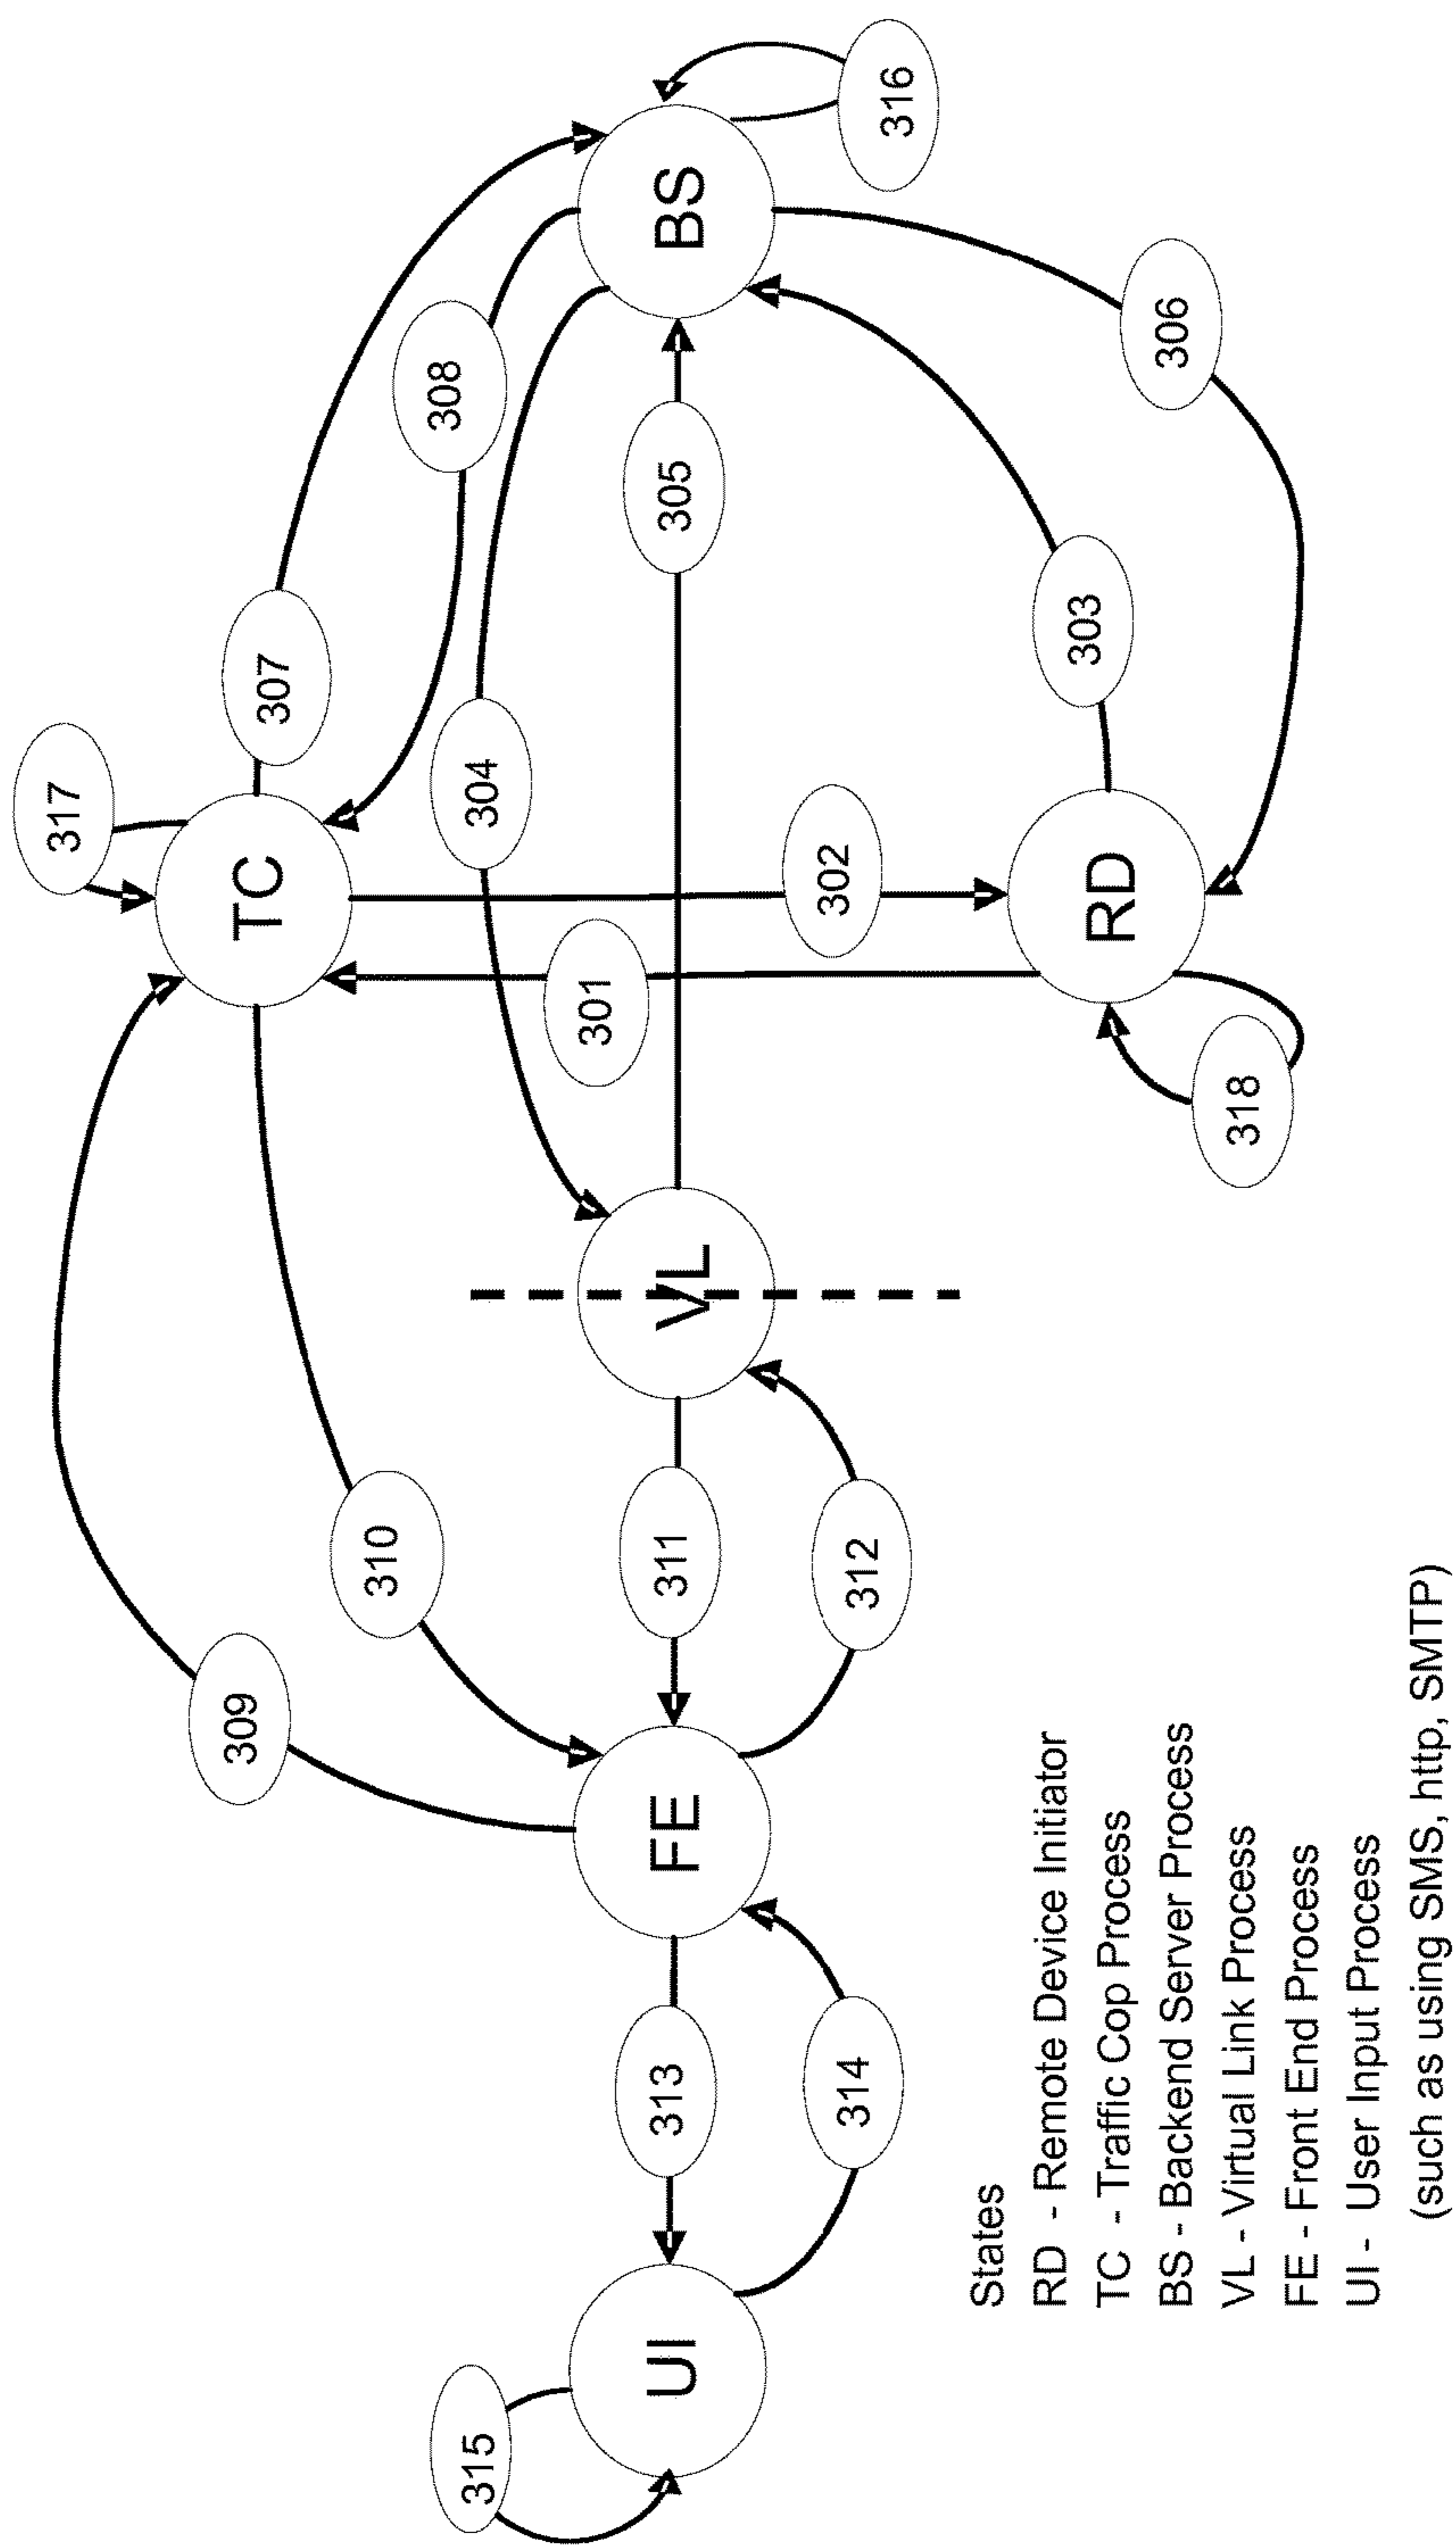 317
307
TC
309
310
308
BS
316
304
305
301
302
VL
311
312
FE
313
314
UI
315
303
306
RD
318
States
RD - Remote Device Initiator
TC - Traffic Cop Process
BS - Backend Server Process
VL - Virtual Link Process
FE - Front End Process
UI - User Input Process
(such as using SMS, http, SMTP)